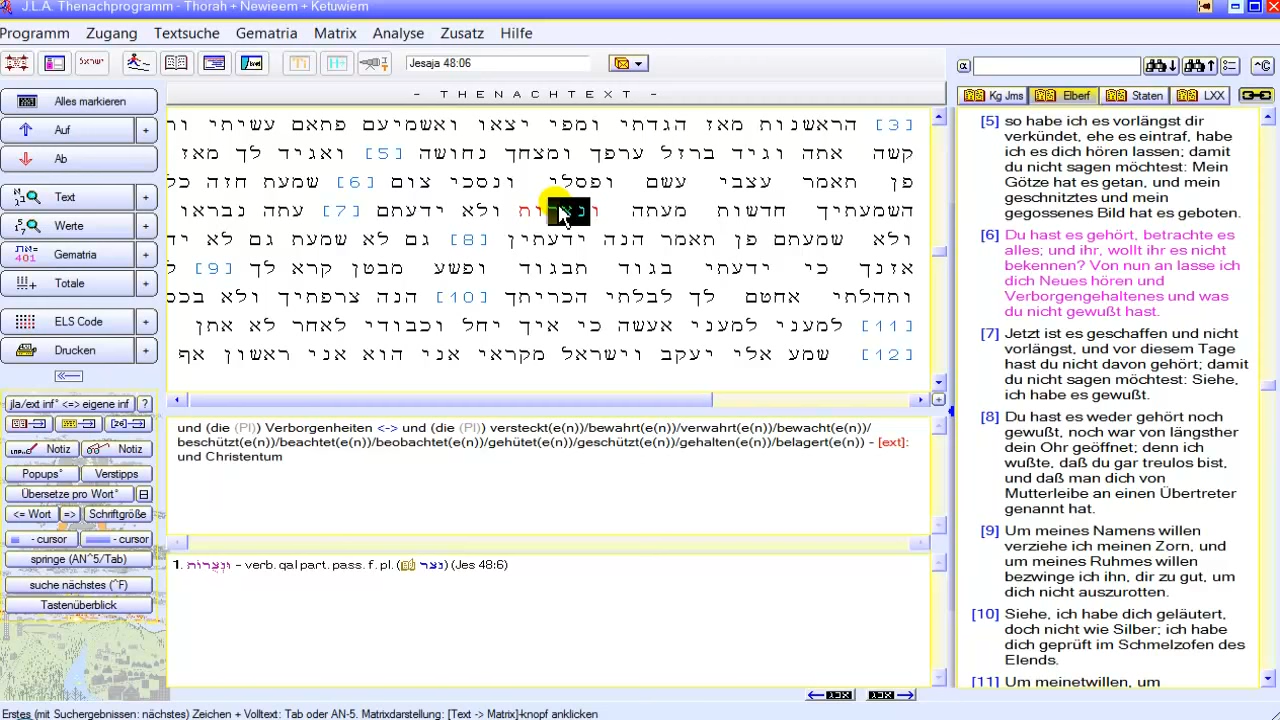 J.L.A. Thenachprogramm - Thorah + Newieem + Ketuwiem
Programm Zugang Textsuche Gematria Matrix Analyse Zusatz Hilfe
Jesaja 48:06
- T H E N A C H T E X T -
Alles markieren
Auf +
Ab
Text +
Werte +
Gematria +
Totale +
ELS Code +
Drucken +
jla/ext inf° <=> eigene inf ?
Notiz Notiz
Popups° Verstipps
Übersetze pro Wort°
<= Wort => Schriftgröße
- cursor - cursor
springe (AN^5/Tab)
suche nächstes (^F)
Tastenüberblick
[3] הראשנות מאז הגדתי ומפי יצאו ואשמיעם פתאם עשיתי
קשה אתה וגיד ברזל ערפך ומצחך נחושה [5] ואגיד לך מאז
פן תאמר עצבי עשם ופסלי ונסכי צום [6] שמעת חזה כל
השמעתיך חדשות מעתה ונצרות ולא ידעתם [7] עתה נבראו
ולא שמעתם פן תאמר הנה ידעתין [8] גם לא שמעת גם לא יד
אזנך כי ידעתי בגוד תבגוד ופשע מבטן קרא לך [9] ל
ותהלתי אחטם לך לבלתי הכריתך [10] הנה צרפתיך ולא בכס
[11] למעני למעני אעשה כי איך יחל וכבודי לאחר לא אתן
[12] שמע אלי יעקב וישראל מקראי אני הוא אני ראשון אף
und (die (Pl)) Verborgenheiten <-> und (die (Pl)) versteckt(e(n))/bewahrt(e(n))/verwahrt(e(n))/bewacht(e(n))/
beschützt(e(n))/beachtet(e(n))/beobachtet(e(n))/gehütet(e(n))/geschützt(e(n))/gehalten(e(n))/belagert(e(n)) - [ext]:
und Christentum
1. וּנְצֻרוֹת - verb. qal part. pass. f. pl. (נצר) (Jes 48:6)
Kg Jms Elberf Staten LXX
[5] so habe ich es vorlängst dir
verkündet, ehe es eintraf, habe
ich es dich hören lassen; damit
du nicht sagen möchtest: Mein
Götze hat es getan, und mein
geschnitztes und mein
gegossenes Bild hat es geboten.
[6] Du hast es gehört, betrachte es
alles; und ihr, wollt ihr es nicht
bekennen? Von nun an lasse ich
dich Neues hören und
Verborgengehaltenes und was
du nicht gewußt hast.
[7] Jetzt ist es geschaffen und nicht
vorlängst, und vor diesem Tage
hast du nicht davon gehört; damit
du nicht sagen möchtest: Siehe,
ich habe es gewußt.
[8] Du hast es weder gehört noch
gewußt, noch war von längsther
dein Ohr geöffnet; denn ich
wußte, daß du gar treulos bist,
und daß man dich von
Mutterleibe an einen Übertreter
genannt hat.
[9] Um meines Namens willen
verziehe ich meinen Zorn, und
um meines Ruhmes willen
bezwinge ich ihn, dir zu gut, um
dich nicht auszurotten.
[10] Siehe, ich habe dich geläutert,
doch nicht wie Silber; ich habe
dich geprüft im Schmelzofen des
Elends.
[11] Um meinetwillen, um
Erstes (mit Suchergebnissen: nächstes) Zeichen + Volltext: Tab oder AN-5. Matrixdarstellung: [Text -> Matrix]-knopf anklicken